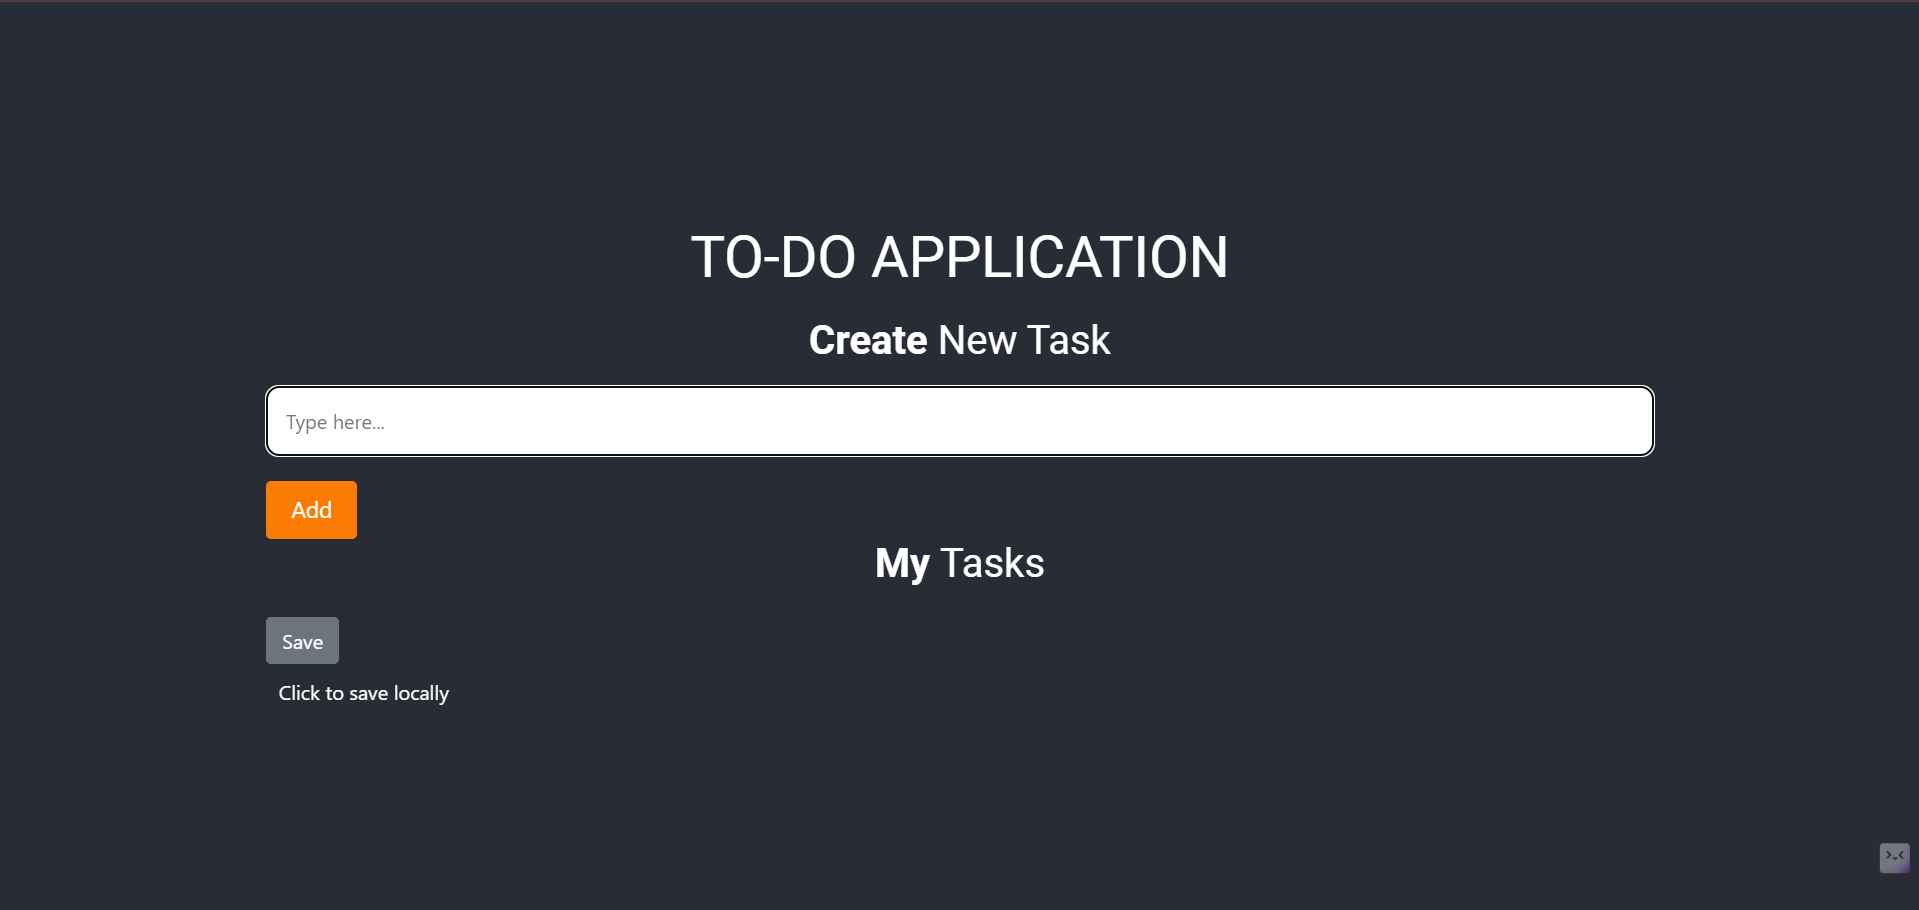 TO-DO APPLICATION
Create New Task
Type here...
Add
My Tasks
Save
Click to save locally